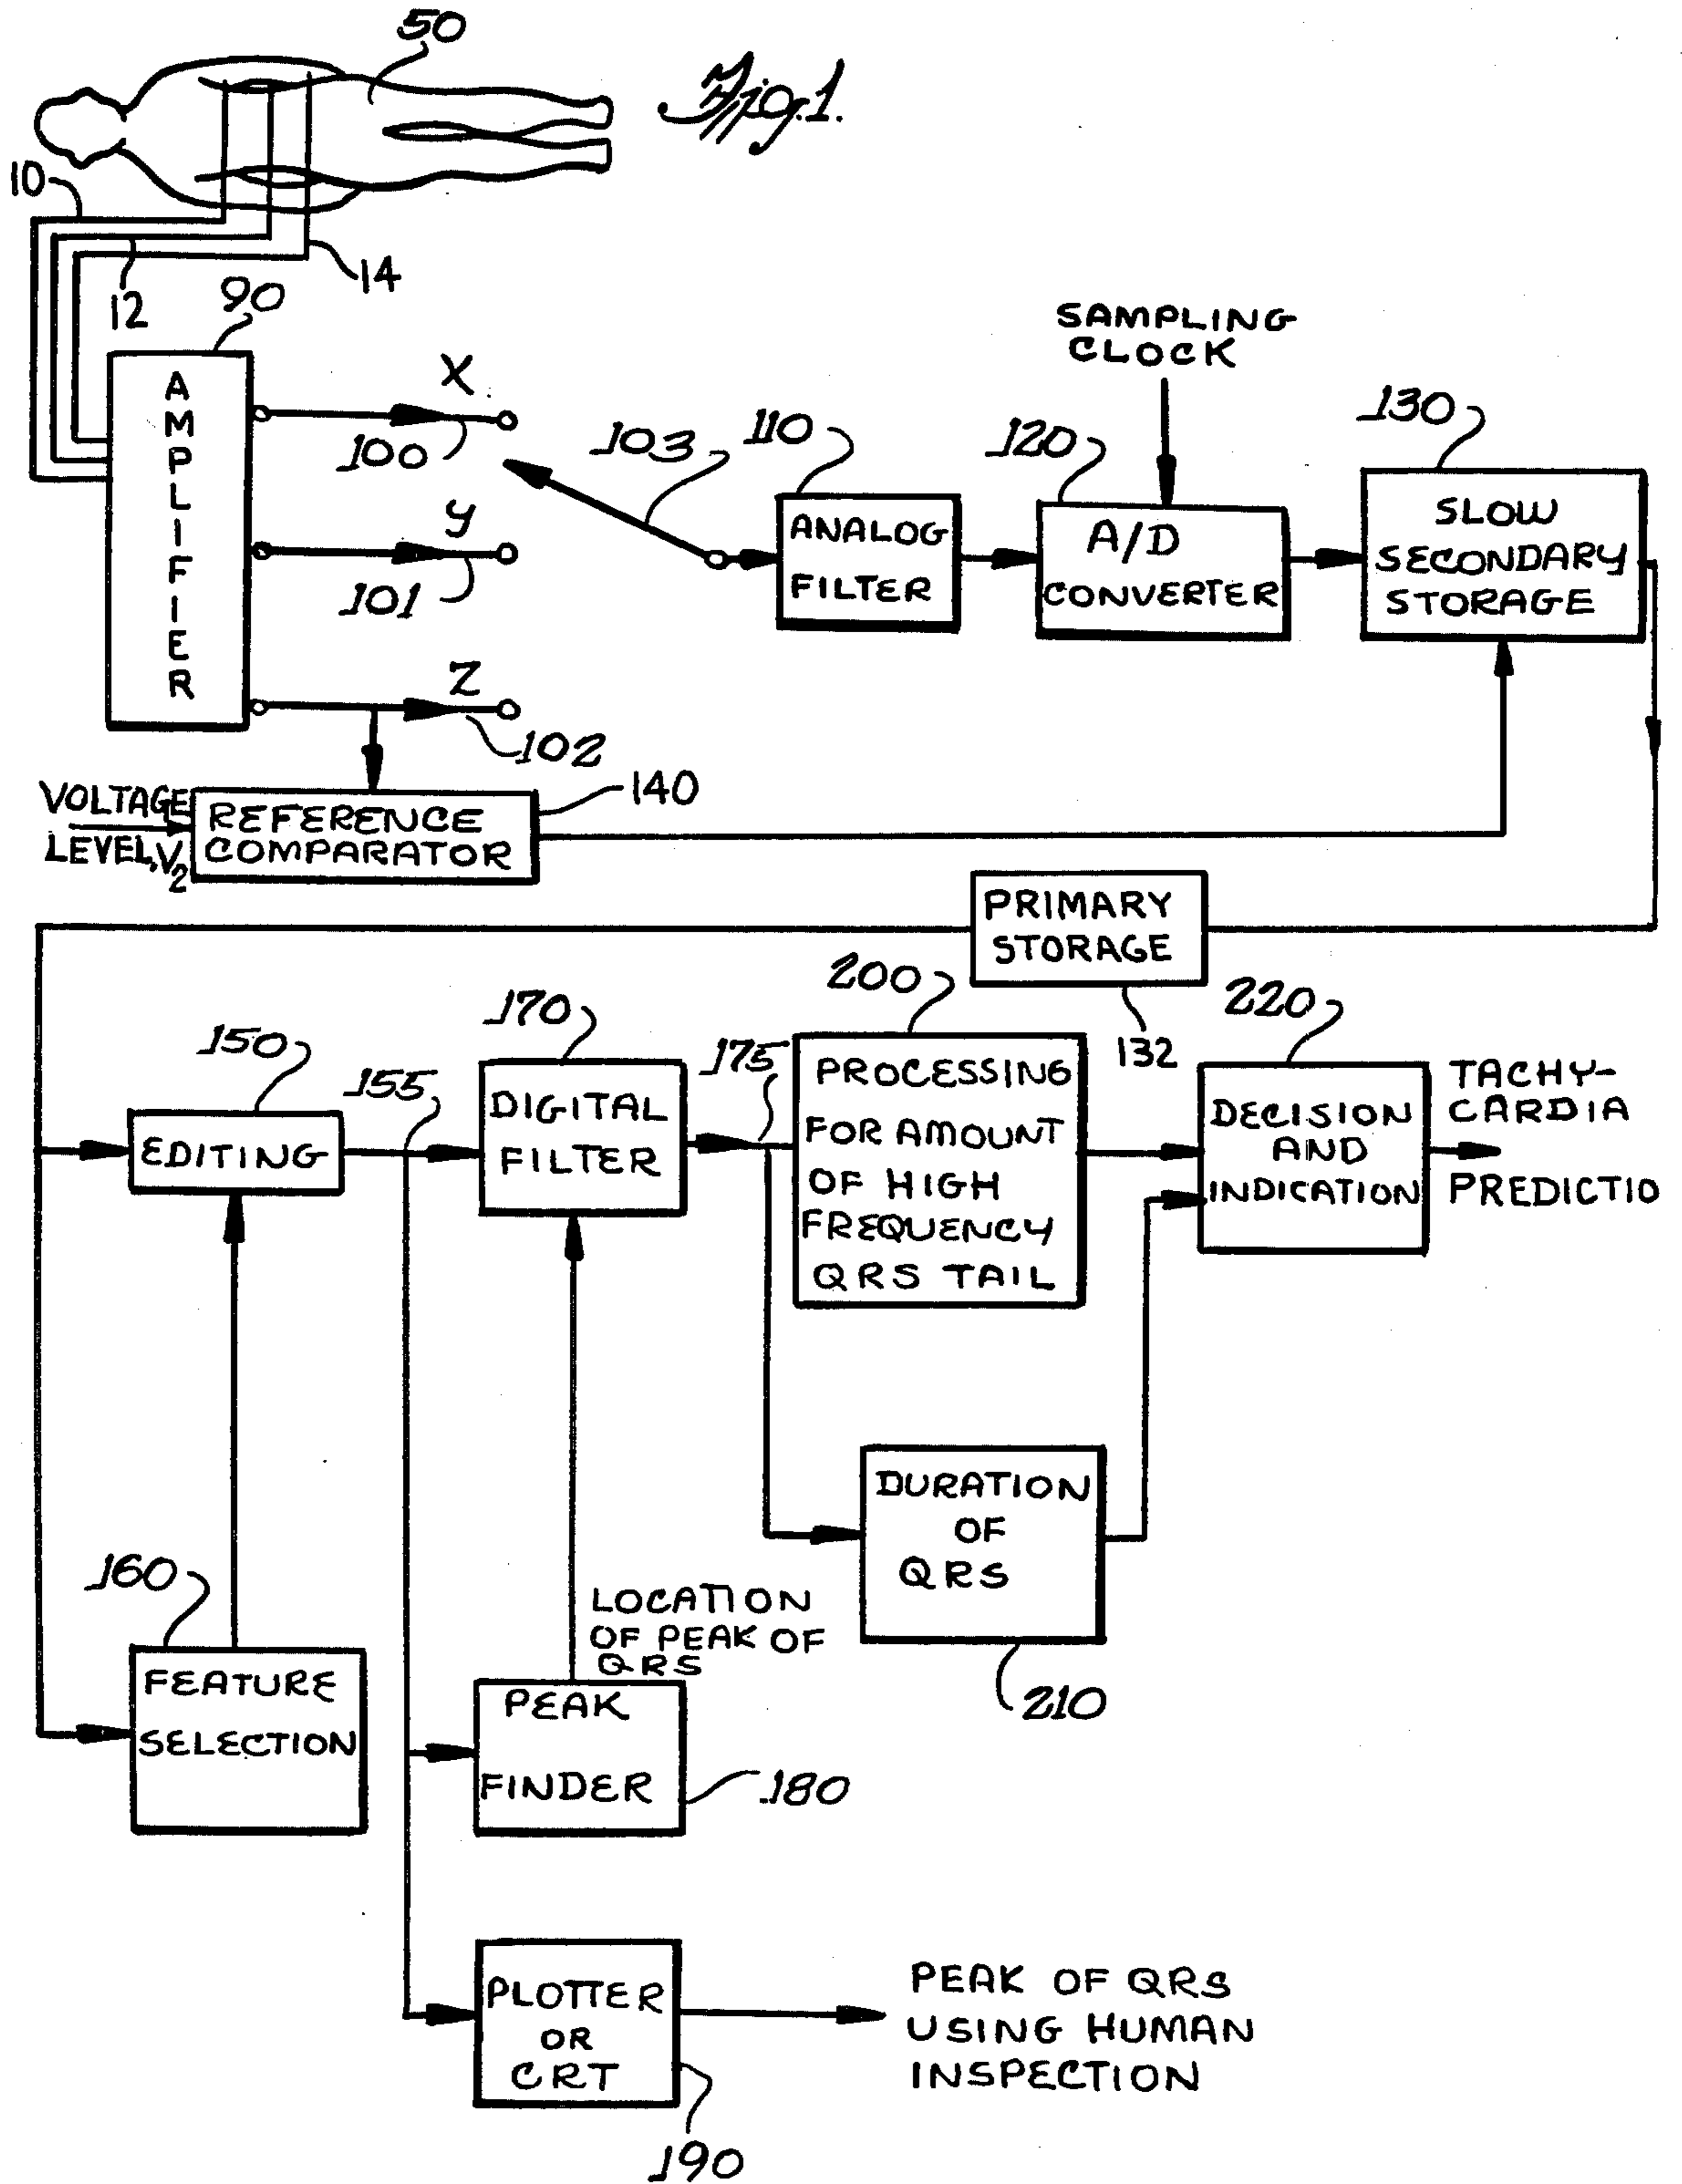 50
Fig. 1.
10
12
14
90
AMPLIFIER
X
100
Y
101
Z
102
103
110
ANALOG
FILTER
SAMPLING
CLOCK
120
A/D
CONVERTER
130
SLOW
SECONDARY
STORAGE
VOLTAGE
LEVEL, V2
REFERENCE
COMPARATOR
140
PRIMARY
STORAGE
132
150
EDITING
155
170
DIGITAL
FILTER
175
200
PROCESSING
FOR AMOUNT
OF HIGH
FREQUENCY
QRS TAIL
220
DECISION
AND
INDICATION
TACHY-
CARDIA
PREDICTIO
DURATION
OF
QRS
210
160
FEATURE
SELECTION
LOCATION
OF PEAK OF
QRS
PEAK
FINDER
180
PLOTTER
OR
CRT
190
PEAK OF QRS
USING HUMAN
INSPECTION